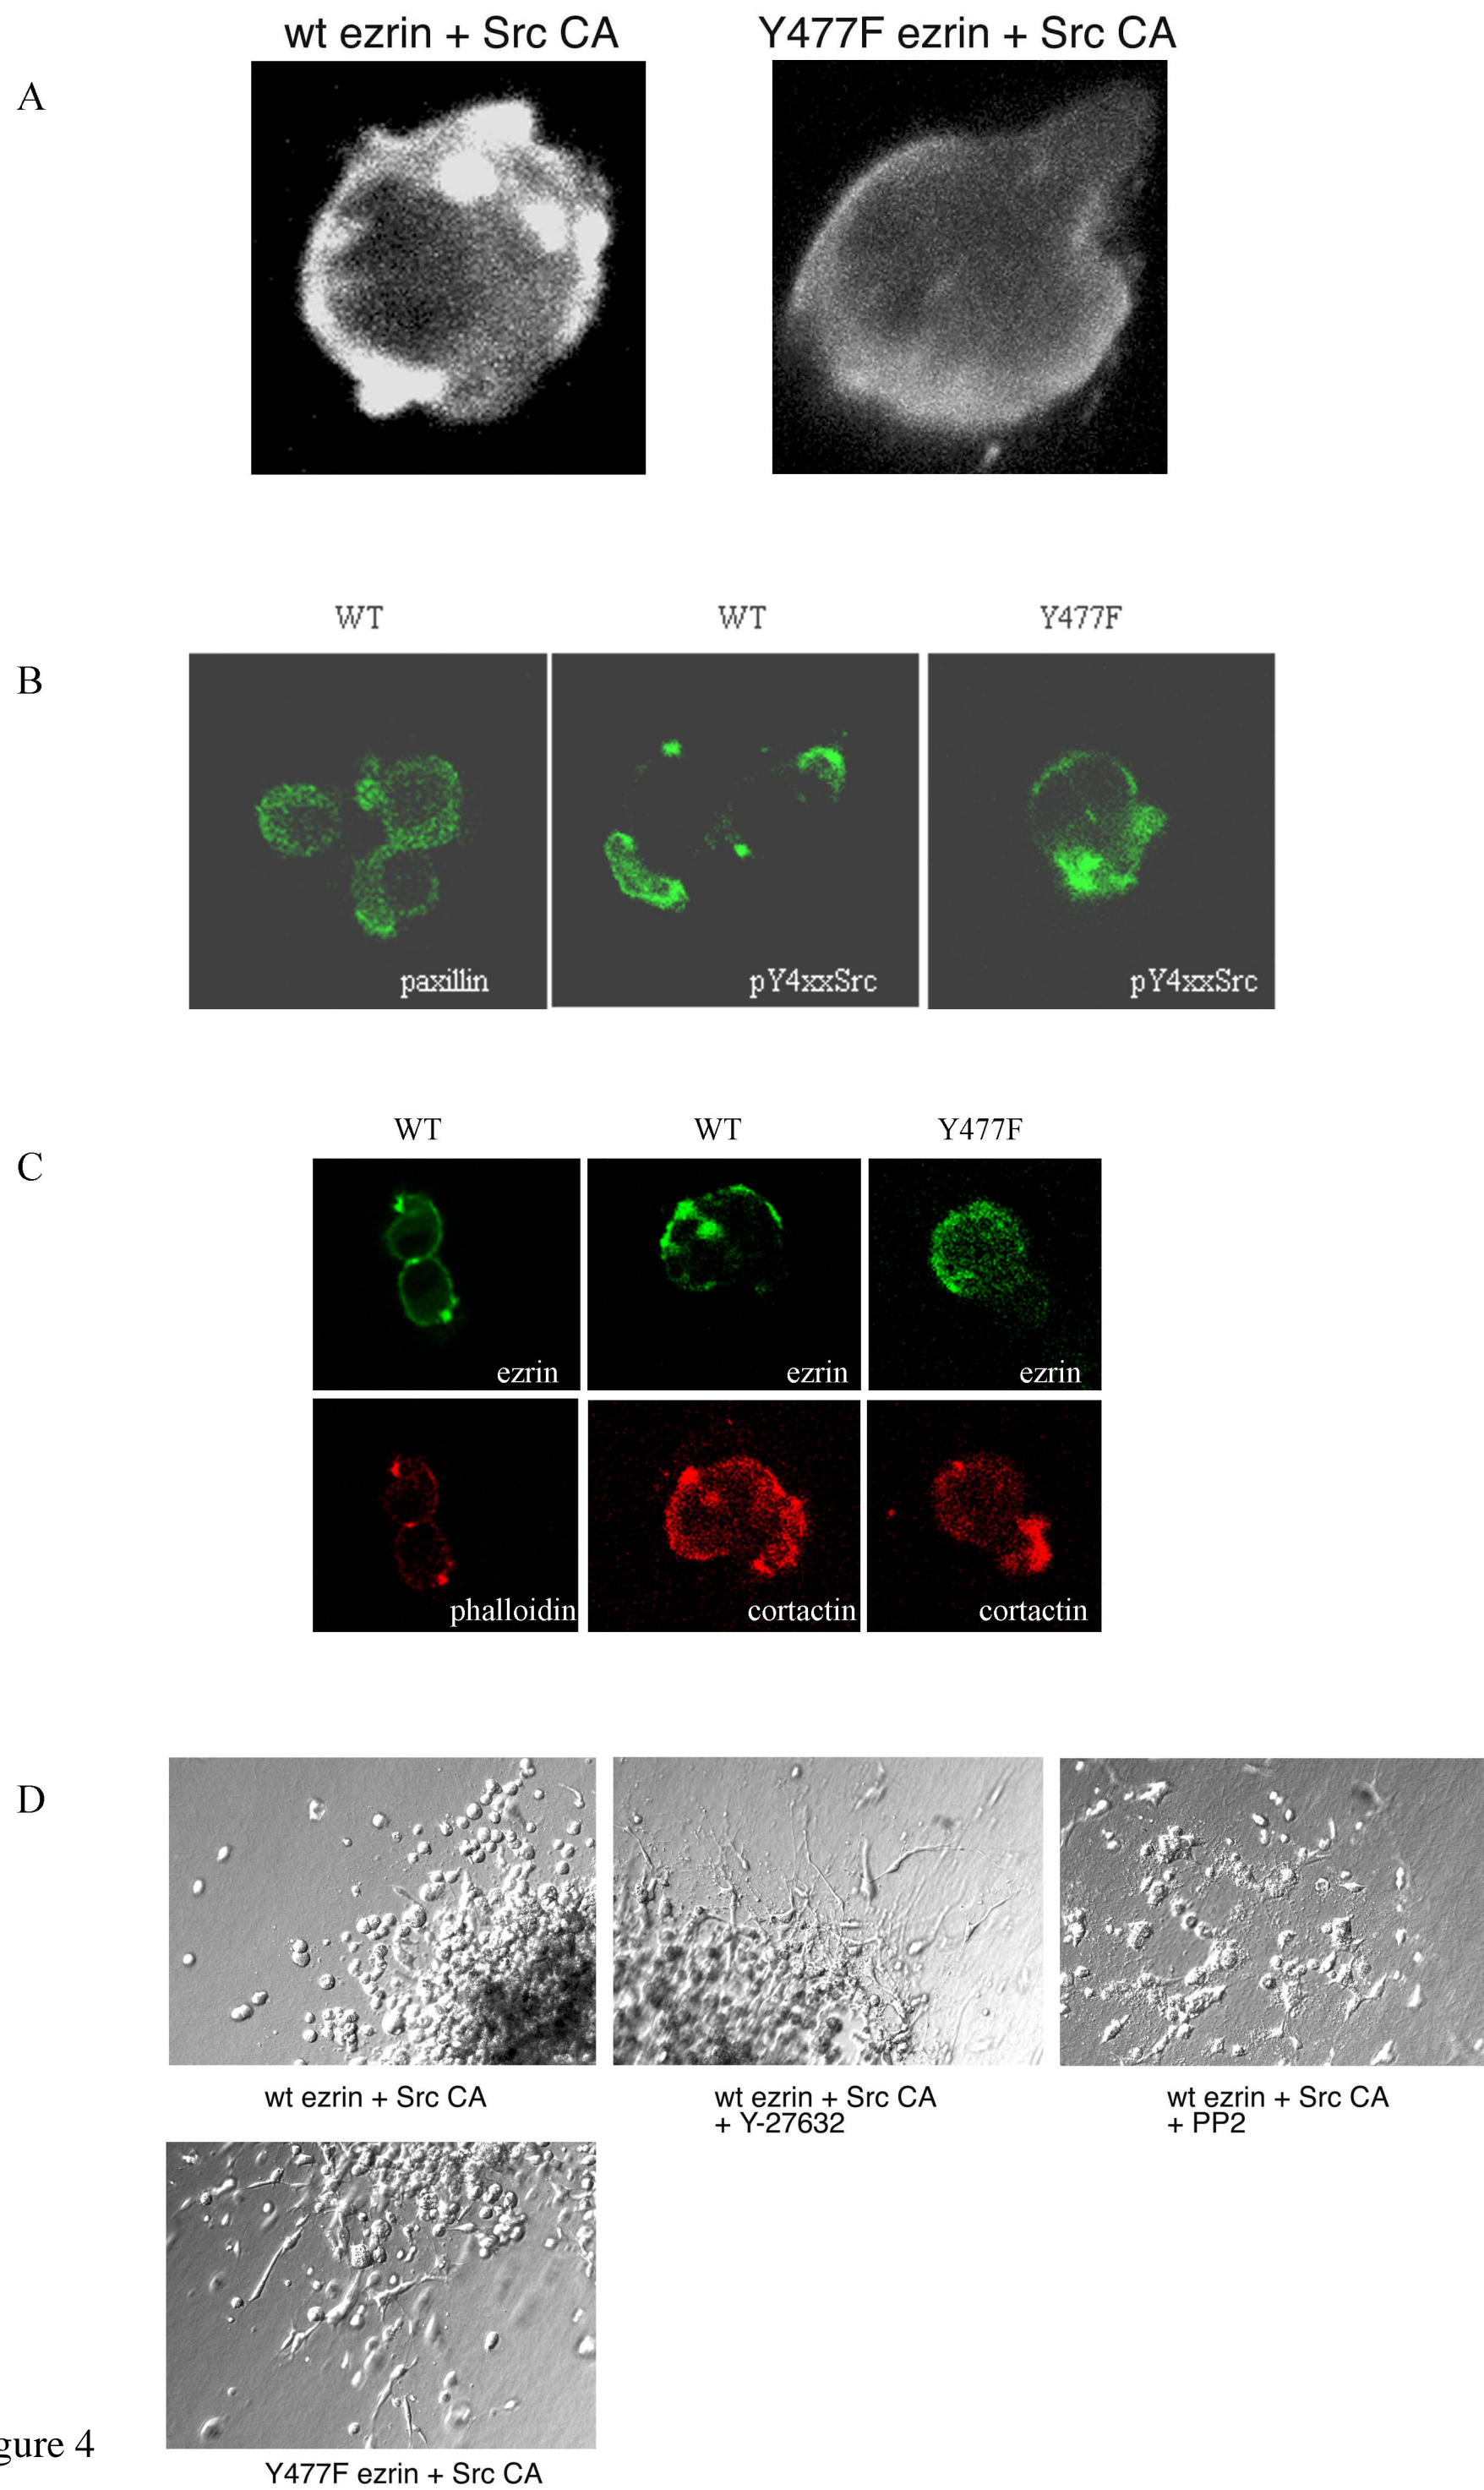 wt ezrin + Src CA
Y477F ezrin + Src CA
A
B
WT
WT
Y477F
paxillin
pY4xxSrc
pY4xxSrc
C
WT
WT
Y477F
ezrin
ezrin
ezrin
phalloidin
cortactin
cortactin
D
wt ezrin + Src CA
wt ezrin + Src CA
+ Y-27632
wt ezrin + Src CA
+ PP2
gure 4
Y477F ezrin + Src CA